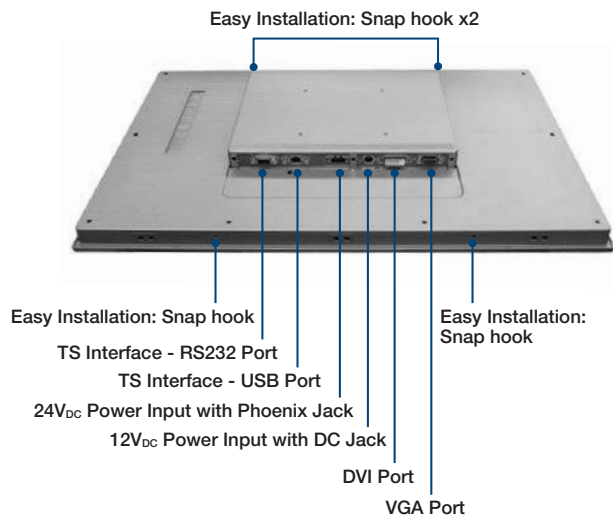 Easy Installation: Snap hook x2
Easy Installation: Snap hook
Easy Installation:
Snap hook
TS Interface - RS232 Port
TS Interface - USB Port
24VDC Power Input with Phoenix Jack
12VDC Power Input with DC Jack
DVI Port
VGA Port